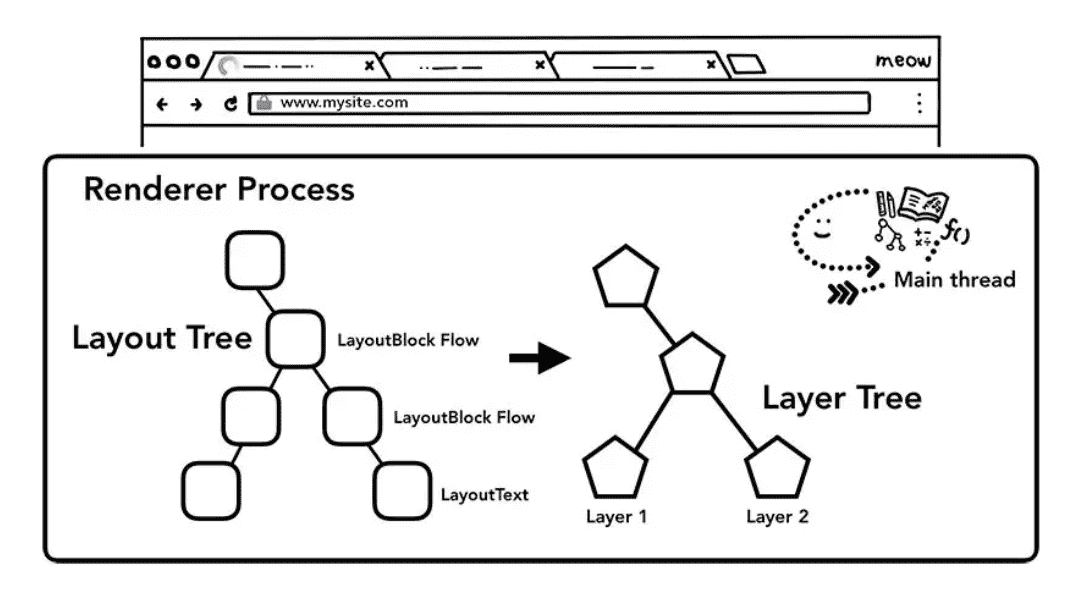 meow
www.mysite.com
Renderer Process
Layout Tree
LayoutBlock Flow
LayoutBlock Flow
LayoutText
Layer Tree
Layer 1
Layer 2
+-
×÷
f()
Main thread